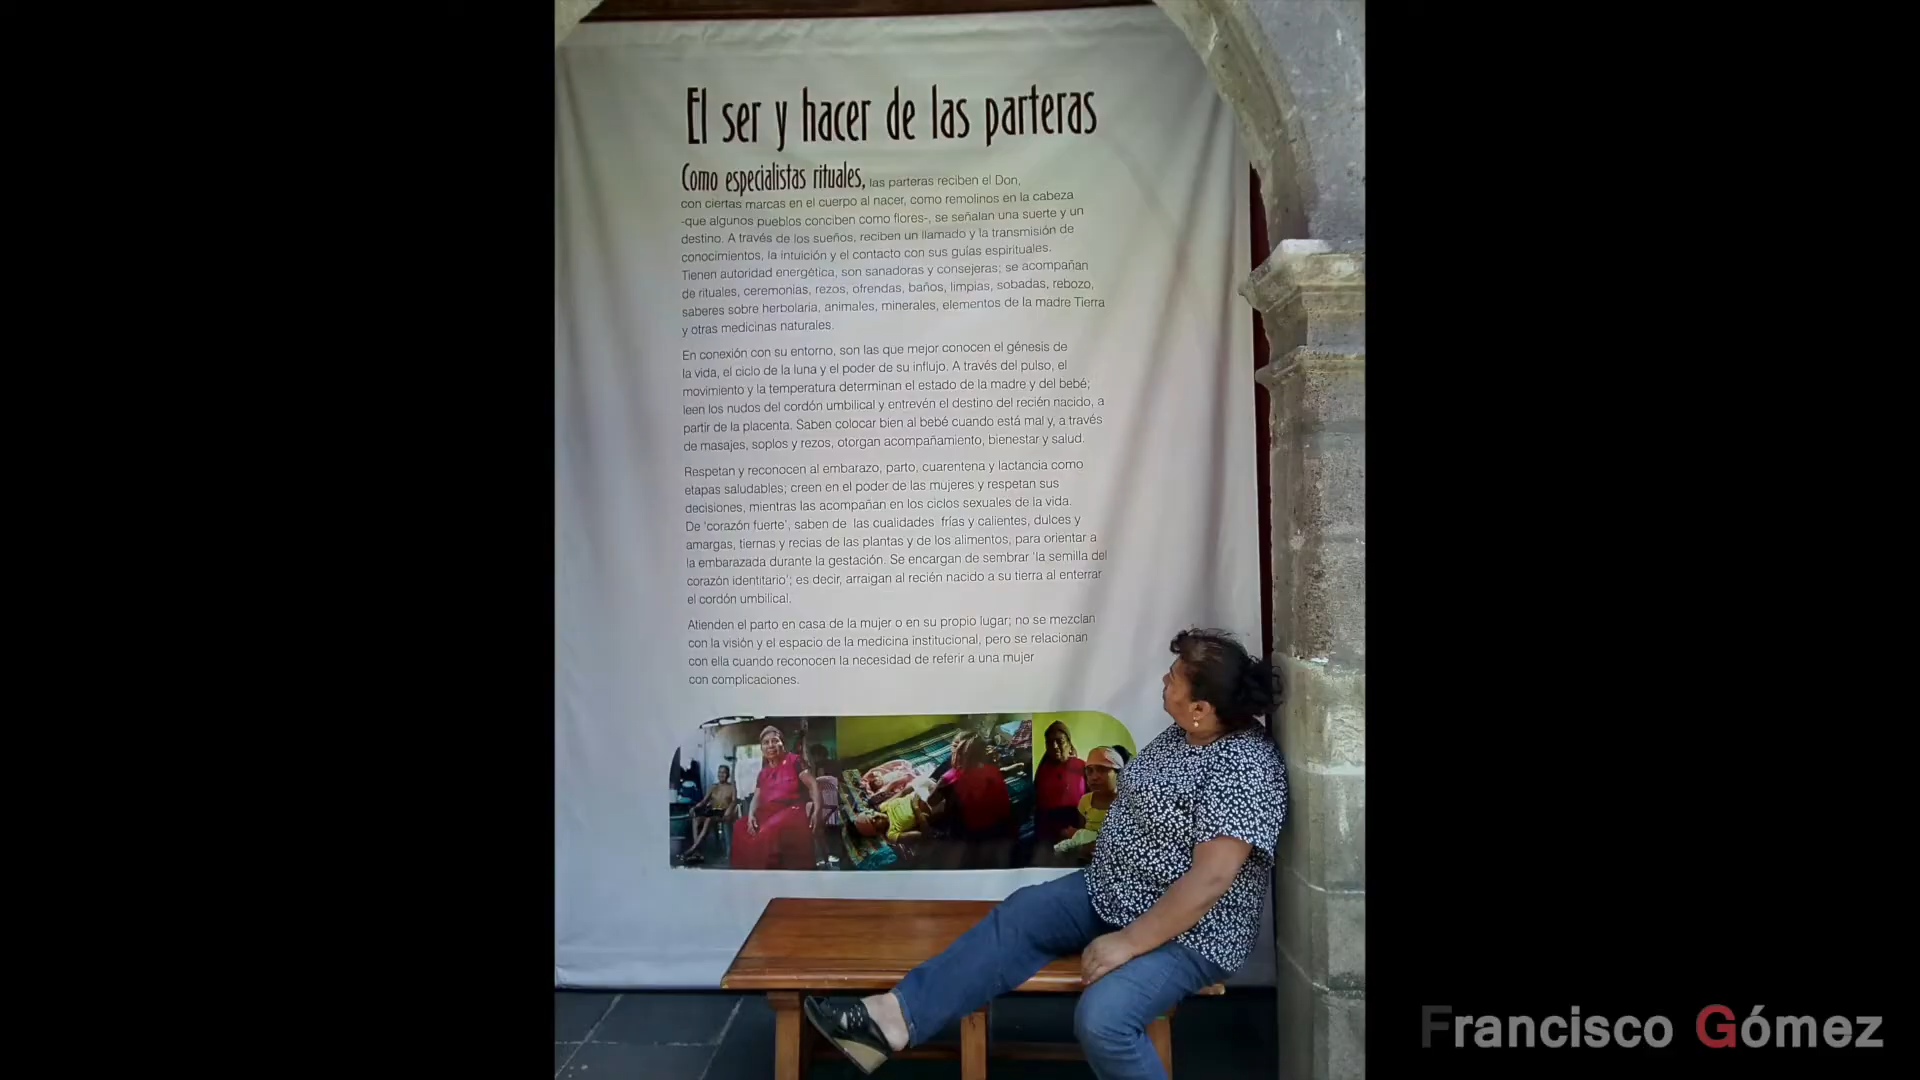 El ser y hacer de las parteras
Como especialistas rituales, las parteras reciben el Don,
con ciertas marcas en el cuerpo al nacer, como remolinos en la cabeza
-que algunos pueblos conciben como flores-, se señalan una suerte y un
destino. A través de los sueños, reciben un llamado y la transmisión de
conocimientos, la intuición y el contacto con sus guías espirituales.
Tienen autoridad energética, son sanadoras y consejeras; se acompañan
de rituales, ceremonias, rezos, ofrendas, baños, limpias, sobadas, rebozo,
saberes sobre herbolaria, animales, minerales, elementos de la madre Tierra
y otras medicinas naturales.
En conexión con su entorno, son las que mejor conocen el génesis de
la vida, el ciclo de la luna y el poder de su influjo. A través del pulso, el
movimiento y la temperatura determinan el estado de la madre y del bebé;
leen los nudos del cordón umbilical y entrevén el destino del recién nacido, a
partir de la placenta. Saben colocar bien al bebé cuando está mal y, a través
de masajes, soplos y rezos, otorgan acompañamiento, bienestar y salud.
Respetan y reconocen al embarazo, parto, cuarentena y lactancia como
etapas saludables; creen en el poder de las mujeres y respetan sus
decisiones, mientras las acompañan en los ciclos sexuales de la vida.
De 'corazón fuerte', saben de las cualidades frías y calientes, dulces y
amargas, tiernas y recias de las plantas y de los alimentos, para orientar a
la embarazada durante la gestación. Se encargan de sembrar 'la semilla del
corazón identitario'; es decir, arraigan al recién nacido a su tierra al enterrar
el cordón umbilical.
Atienden el parto en casa de la mujer o en su propio lugar; no se mezclan
con la visión y el espacio de la medicina institucional, pero se relacionan
con ella cuando reconocen la necesidad de referir a una mujer
con complicaciones.
Francisco Gómez